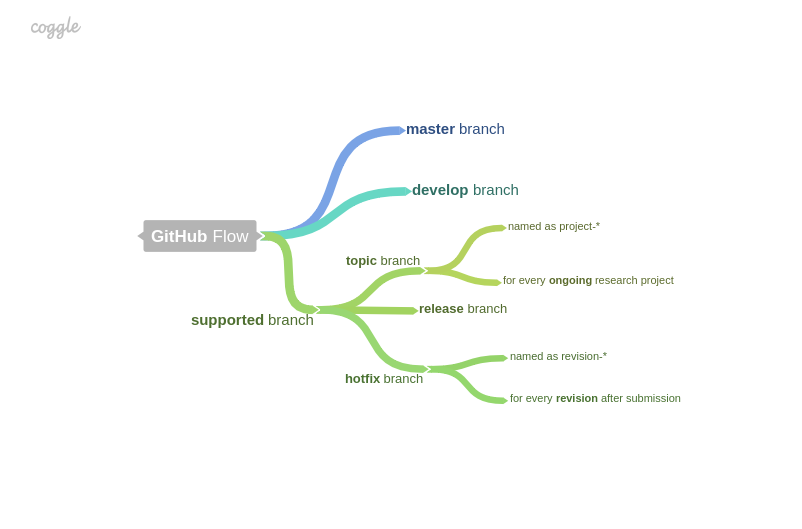 coggle
master branch
develop branch
GitHub Flow
named as project-*
topic branch
for every ongoing research project
supported branch
release branch
named as revision-*
hotfix branch
for every revision after submission